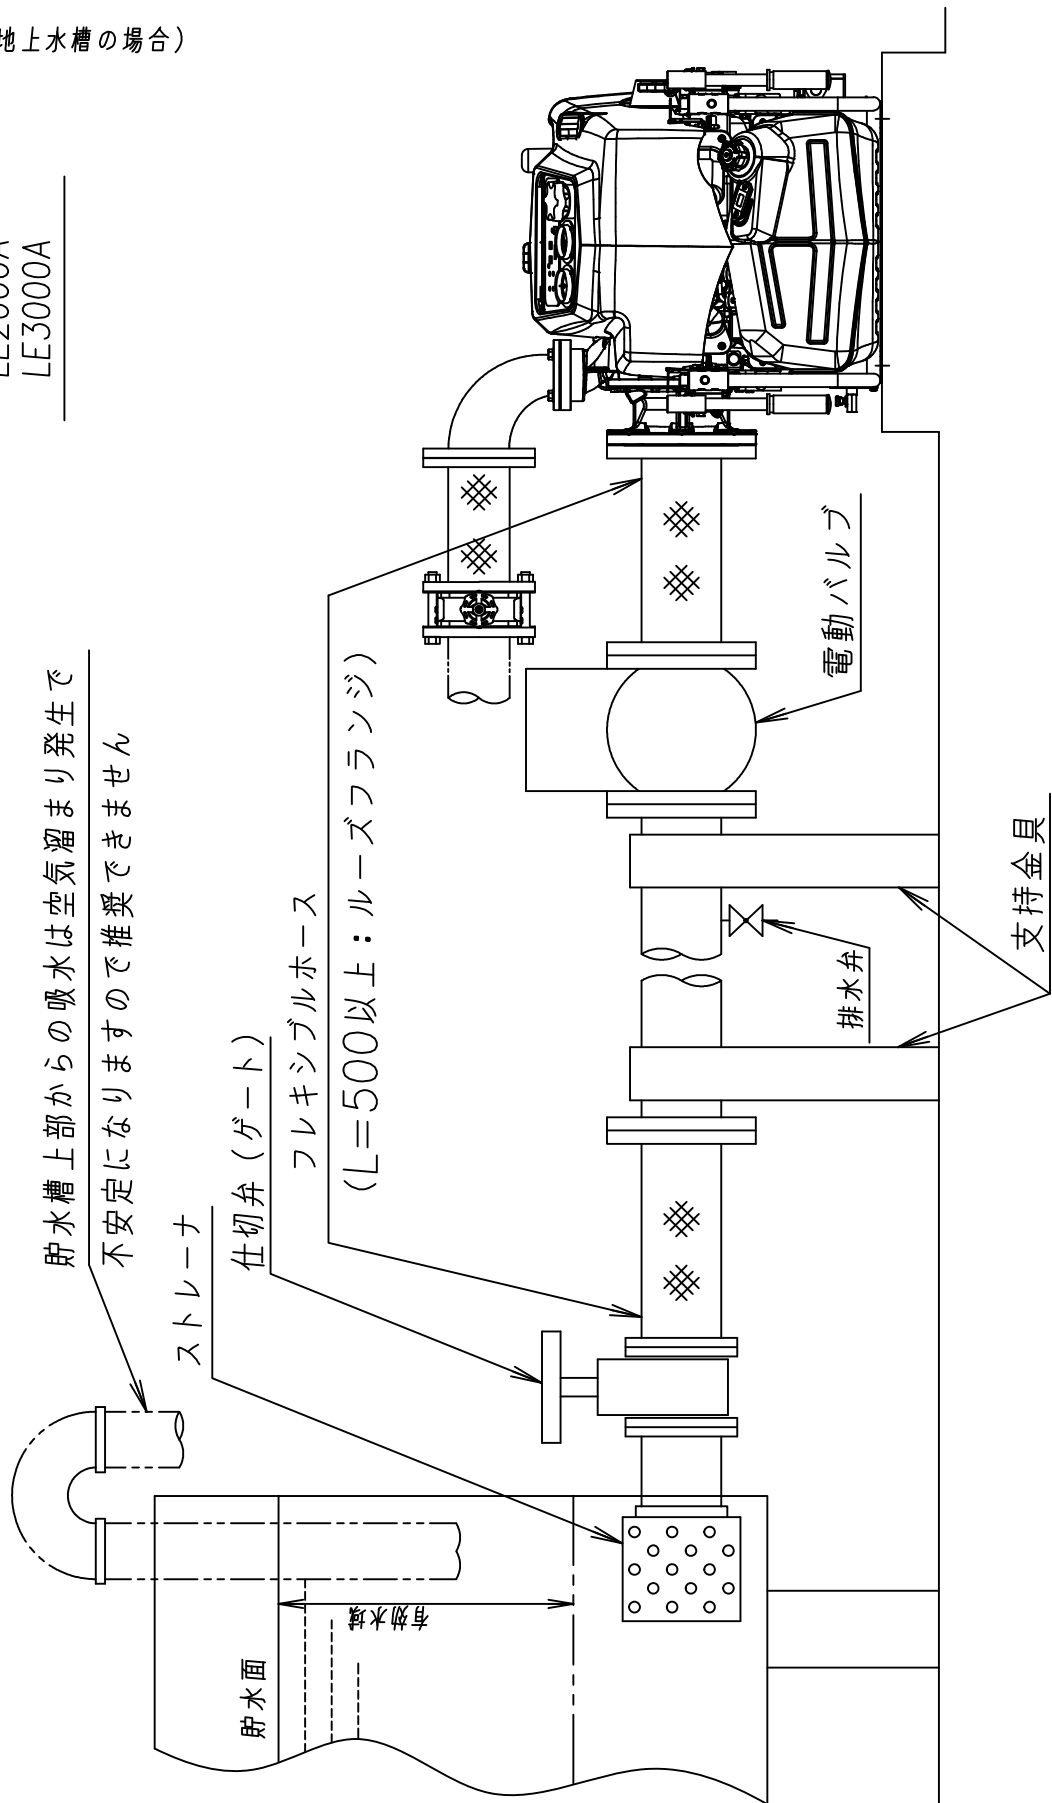 地上水槽の場合)
LE3000A
貯水槽上部からの吸水は空気溜まり発生で
不安定になりますので推奨できません
ストレーナ
仕切弁(ゲート)
フレキシブルホース
(L=500以上:ルーズフランジ)
電動バルブ
排水弁
支持金具
貯水面
有効水域